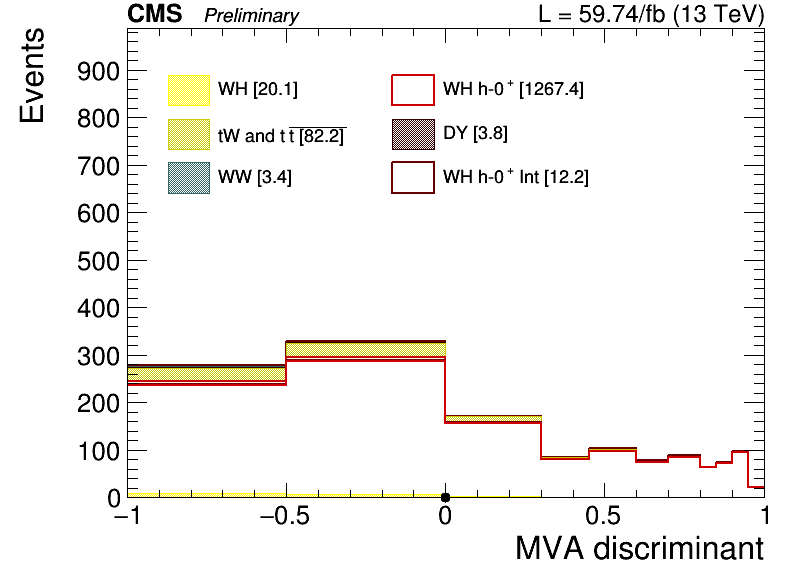 CMS Preliminary L = 59.74/fb (13 TeV)
Events
900
800
700
600
500
400
300
200
100
0
WH [20.1] WH h-0⁺ [1267.4]
tW and t t̅ [82.2] DY [3.8]
WW [3.4] WH h-0⁺ Int [12.2]
−1 −0.5 0 0.5 1
MVA discriminant